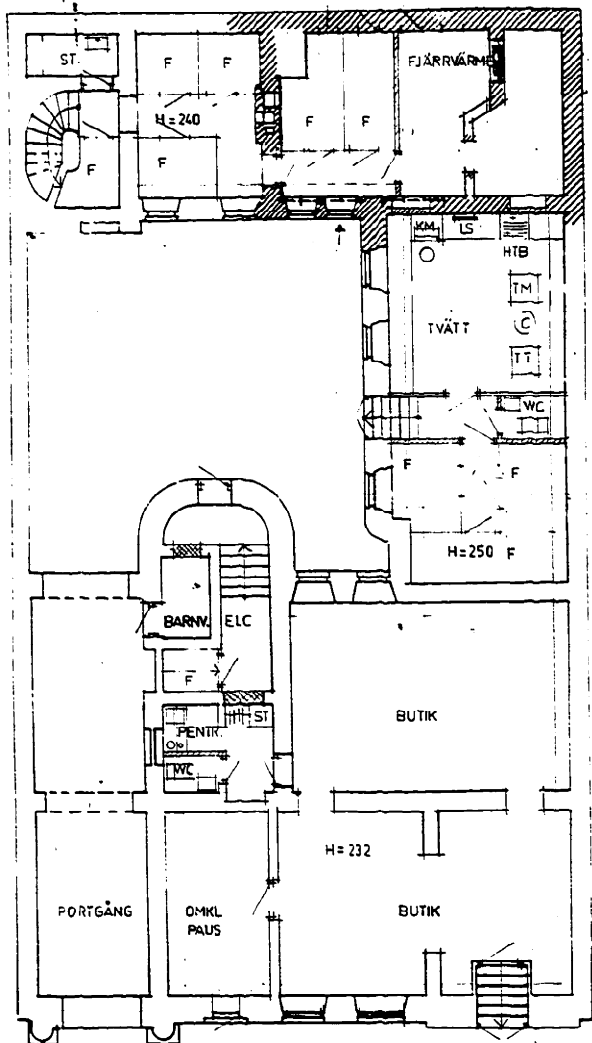 ST.
F F
FJÄRRVÄRME
H=240
F F
F F
KM LS HTB
TM
TVÄTT C
TT
WC
F F
H=250 F
BARNV. ELC
F
ST
PENTR.
BUTIK
WC
H=232
PORTGÅNG OMKL PAUS BUTIK